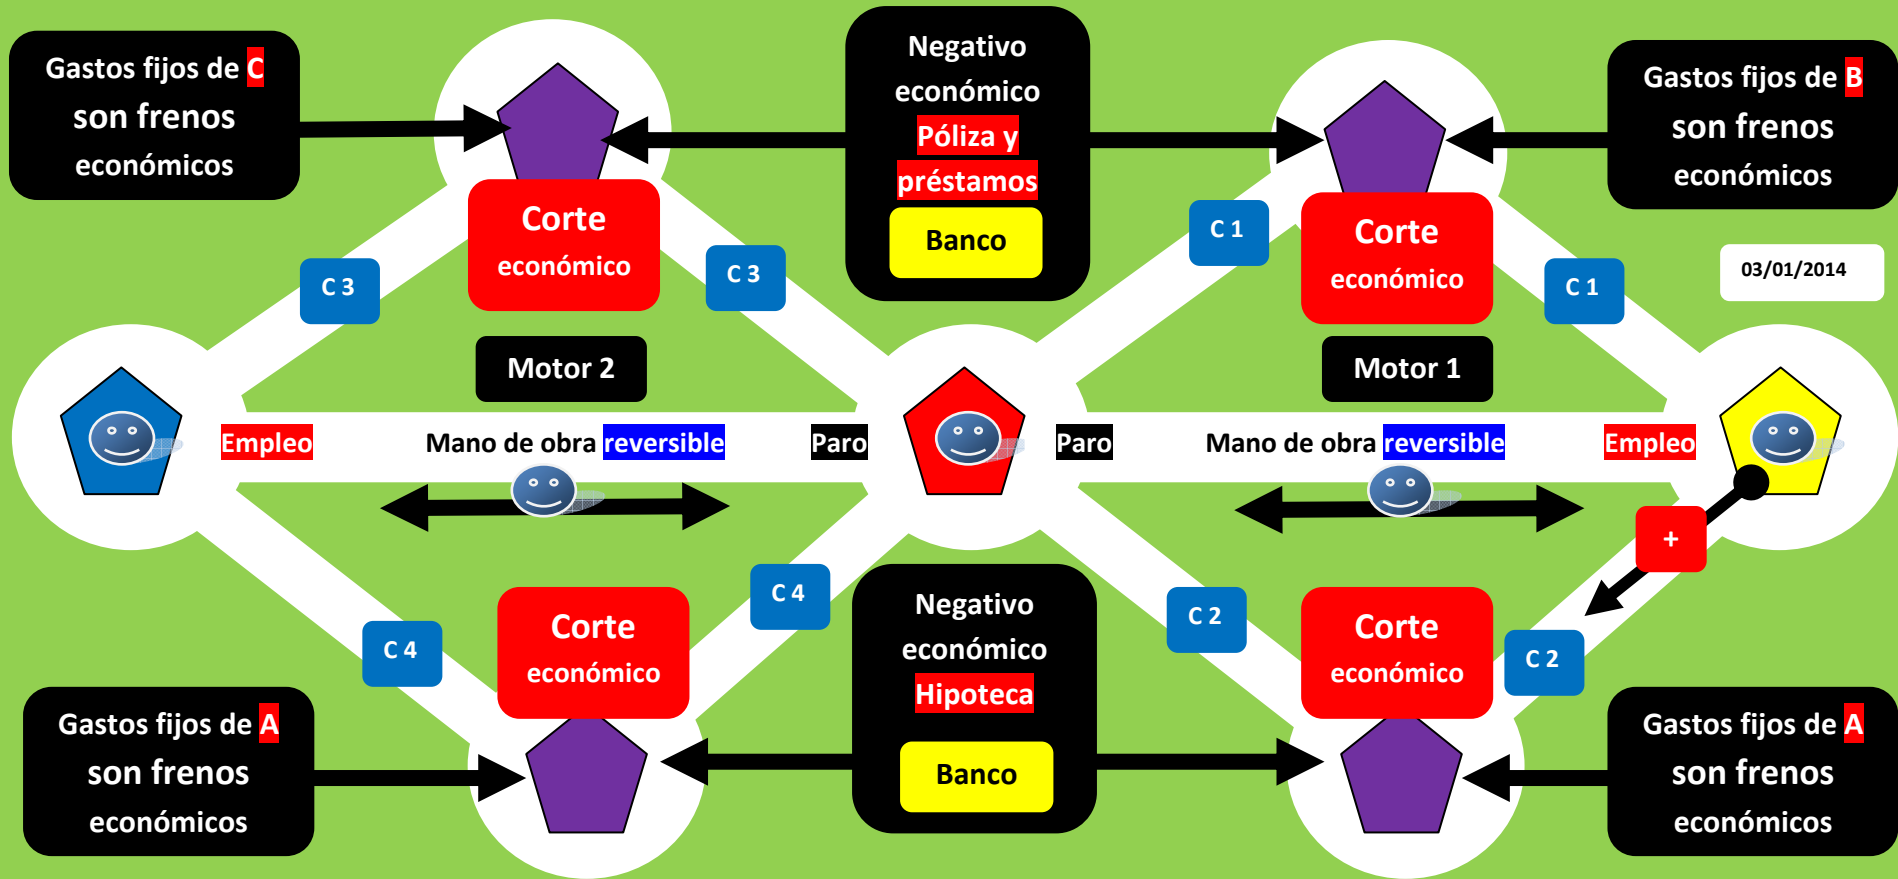 Gastos fijos de C
son frenos
económicos
Negativo
económico
Póliza y
préstamos
Banco
Gastos fijos de B
son frenos
económicos
Corte
económico
Corte
económico
C 3
C 3
C 1
C 1
03/01/2014
Motor 2
Motor 1
Empleo
Mano de obra reversible
Paro
Paro
Mano de obra reversible
Empleo
+
C 4
C 4
C 2
C 2
Corte
económico
Negativo
económico
Hipoteca
Banco
Corte
económico
Gastos fijos de A
son frenos
económicos
Gastos fijos de A
son frenos
económicos